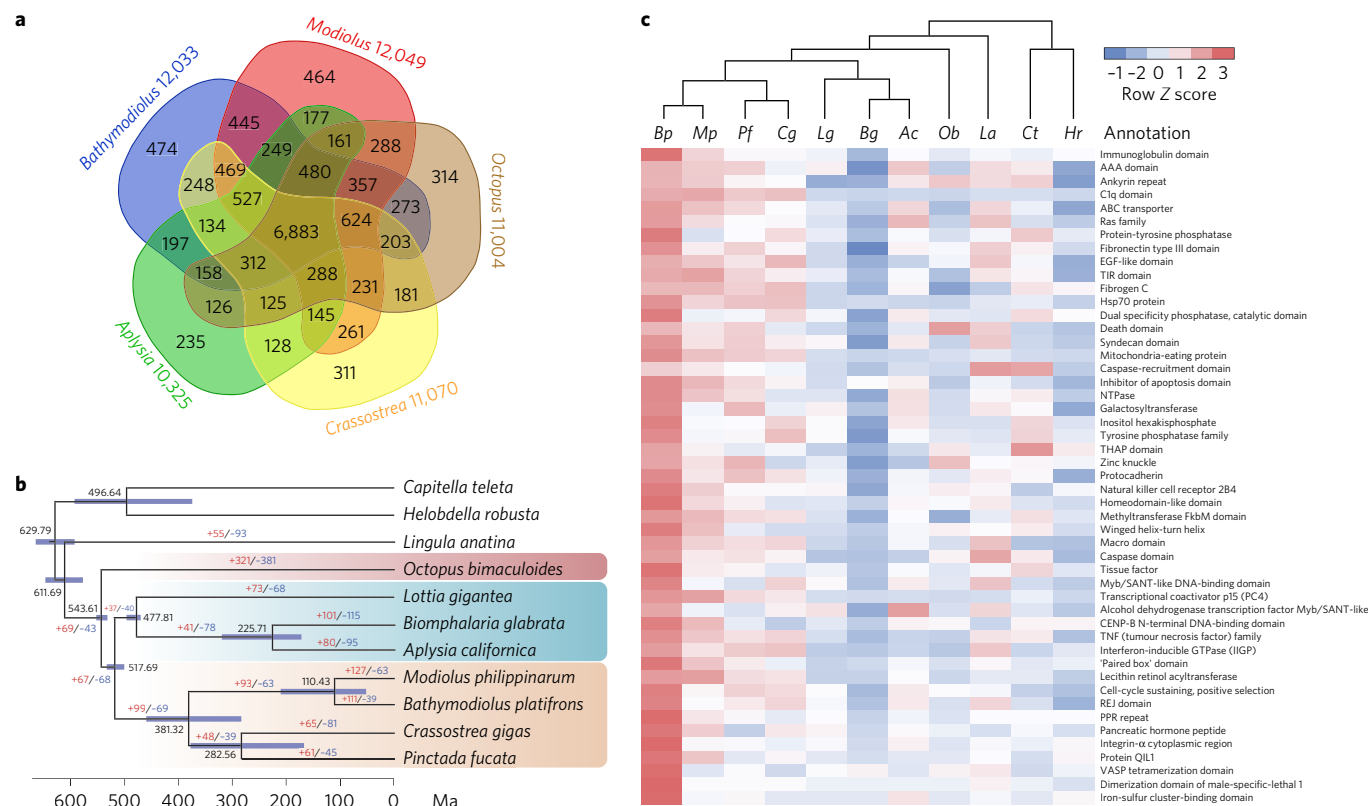 a
Modiolus 12,049
Bathymodiolus 12,033
Octopus 11,004
Aplysia 10,325
Crassostrea 11,070
464
177
445
161
288
249
474
480
314
469
357
248
527
273
624
134
6,883
203
197
312
158
288
231
181
126
125
145
261
235
128
311
b
496.64
Capitella teleta
Helobdella robusta
629.79
+55/-93
Lingula anatina
+321/-381
Octopus bimaculoides
611.69
+73/-68
Lottia gigantea
543.61
+37/-40
477.81
+101/-115
Biomphalaria glabrata
+69/-43
+41/-78
225.71
+80/-95
Aplysia californica
517.69
+67/-68
+127/-63
Modiolus philippinarum
+93/-63
110.43
+111/-39
Bathymodiolus platifrons
+99/-69
381.32
+65/-81
Crassostrea gigas
+48/-39
282.56
+61/-45
Pinctada fucata
600 500 400 300 200 100 0 Ma
c
-1 -2 0 1 2 3
Row Z score
Bp Mp Pf Cg Lg Bg Ac Ob La Ct Hr Annotation
Immunoglobulin domain
AAA domain
Ankyrin repeat
C1q domain
ABC transporter
Ras family
Protein-tyrosine phosphatase
Fibronectin type III domain
EGF-like domain
TIR domain
Fibrogen C
Hsp70 protein
Dual specificity phosphatase, catalytic domain
Death domain
Syndecan domain
Mitochondria-eating protein
Caspase-recruitment domain
Inhibitor of apoptosis domain
NTPase
Galactosyltransferase
Inositol hexakisphosphate
Tyrosine phosphatase family
THAP domain
Zinc knuckle
Protocadherin
Natural killer cell receptor 2B4
Homeodomain-like domain
Methyltransferase FkbM domain
Winged helix-turn helix
Macro domain
Caspase domain
Tissue factor
Myb/SANT-like DNA-binding domain
Transcriptional coactivator p15 (PC4)
Alcohol dehydrogenase transcription factor Myb/SANT-like
CENP-B N-terminal DNA-binding domain
TNF (tumour necrosis factor) family
Interferon-inducible GTPase (IIGP)
'Paired box' domain
Lecithin retinol acyltransferase
Cell-cycle sustaining, positive selection
REJ domain
PPR repeat
Pancreatic hormone peptide
Integrin-α cytoplasmic region
Protein QIL1
VASP tetramerization domain
Dimerization domain of male-specific-lethal 1
Iron-sulfur cluster-binding domain